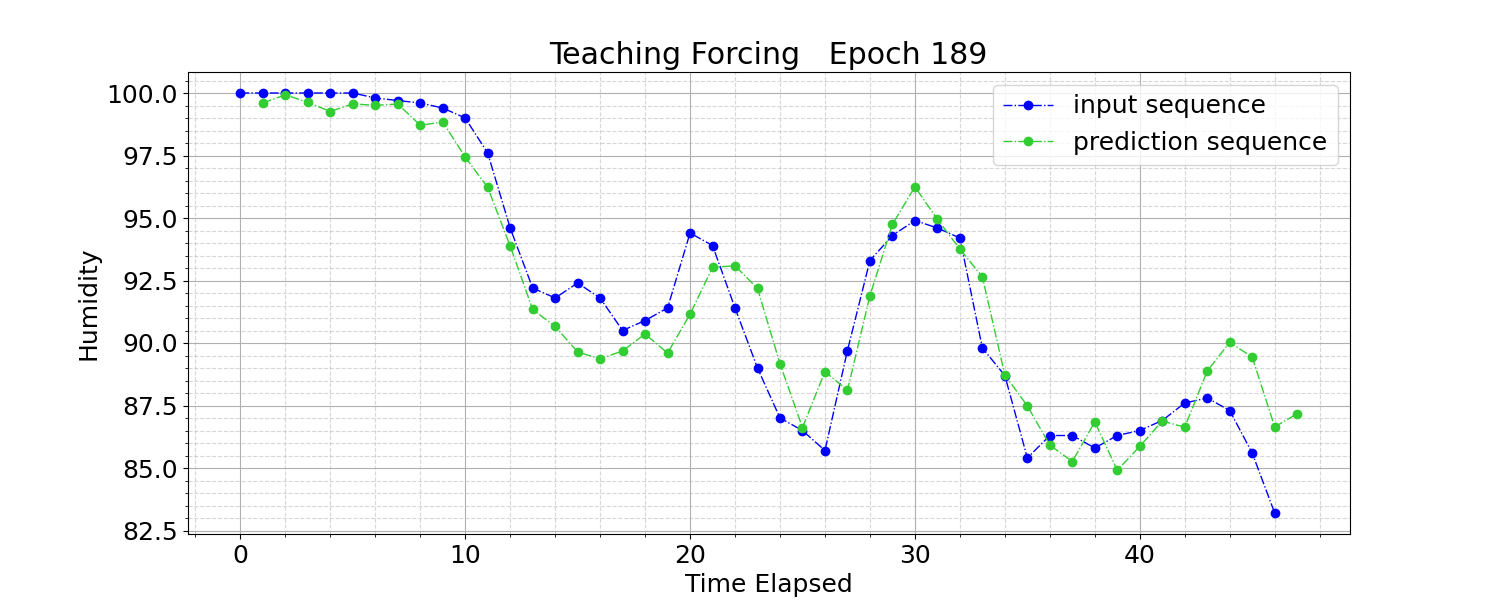 Teaching Forcing   Epoch 189
100.0
97.5
95.0
92.5
90.0
87.5
85.0
82.5
Humidity
input sequence
prediction sequence
0 10 20 30 40
Time Elapsed